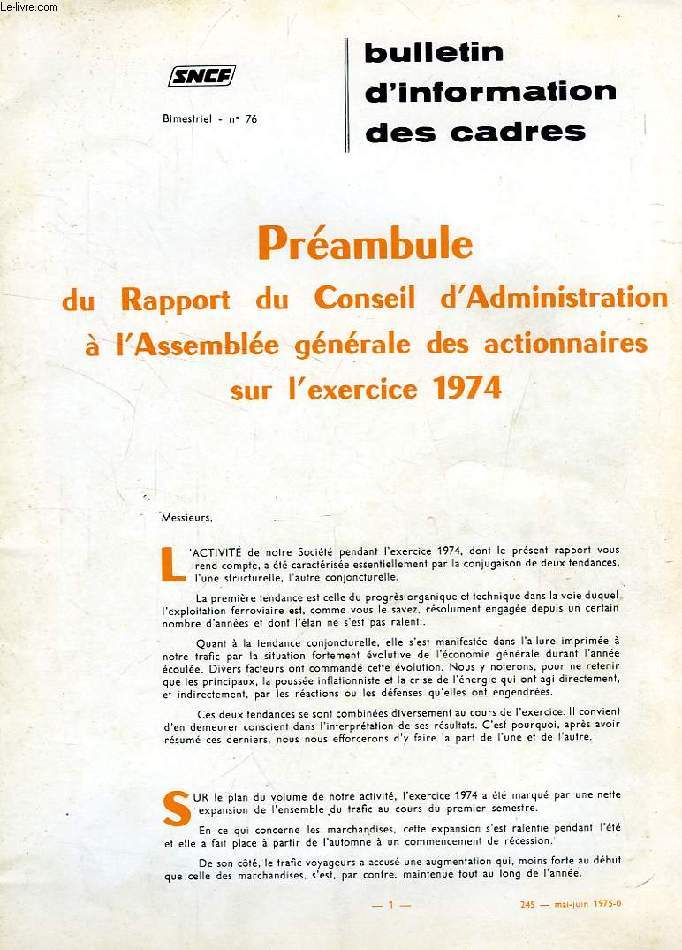 Le-livre.com
SNCF
Bimestriel - n° 76
bulletin
d'information
des cadres
Préambule
du Rapport du Conseil d'Administration
à l'Assemblée générale des actionnaires
sur l'exercice 1974
Messieurs,
L'ACTIVITÉ de notre Société pendant l'exercice 1974, dont le présent rapport vous
rend compte, a été caractérisée essentiellement par la conjugaison de deux tendances,
l'une structurelle, l'autre conjoncturelle.
La première tendance est celle du progrès organique et technique dans la voie duquel
l'exploitation ferroviaire est, comme vous le savez, résolument engagée depuis un certain
nombre d'années et dont l'élan ne s'est pas ralenti.
Quant à la tendance conjoncturelle, elle s'est manifestée dans l'allure imprimée à
notre trafic par la situation fortement évolutive de l'économie générale durant l'année
écoulée. Divers facteurs ont commandé cette évolution. Nous y noterons, pour ne retenir
que les principaux, la poussée inflationniste et la crise de l'énergie qui ont agi directement,
et indirectement, par les réactions ou les défenses qu'elles ont engendrées.
Ces deux tendances se sont combinées diversement au cours de l'exercice. Il convient
d'en demeurer conscient dans l'interprétation de ses résultats. C'est pourquoi, après avoir
résumé ces derniers, nous nous efforcerons d'y faire la part de l'une et de l'autre.
SUR le plan du volume de notre activité, l'exercice 1974 a été marqué par une nette
expansion de l'ensemble du trafic au cours du premier semestre.
En ce qui concerne les marchandises, cette expansion s'est ralentie pendant l'été
et elle a fait place à partir de l'automne à un commencement de récession.
De son côté, le trafic voyageurs a accusé une augmentation qui, moins forte au début
que celle des marchandises, s'est, par contre, maintenue tout au long de l'année.
— 1 —
245 — mai-juin 1975-0